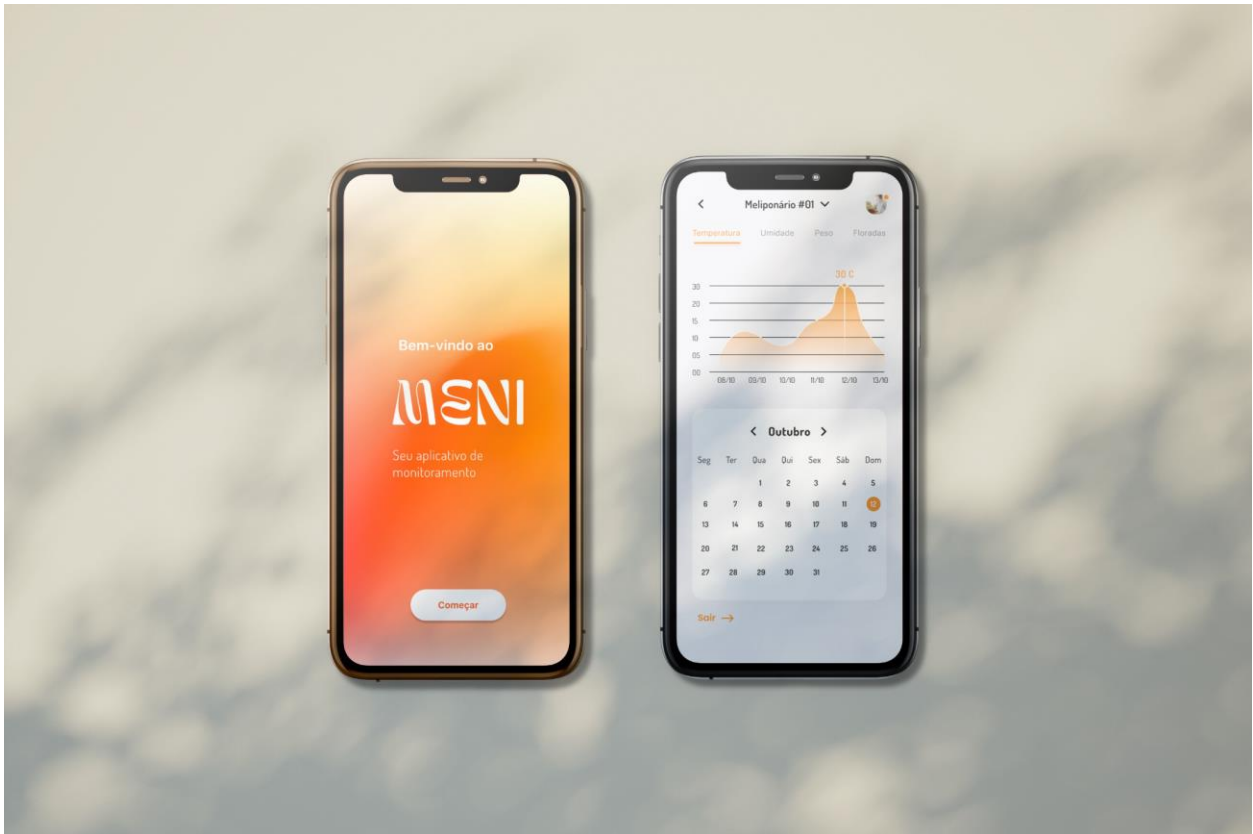 Bem-vindo ao
MENI
Seu aplicativo de
monitoramento
Começar
Meliponário #01
Temperatura Umidade Peso Floradas
30 C
30
20
15
10
05
00
08/10 09/10 10/10 11/10 12/10 13/10
Outubro
Seg Ter Qua Qui Sex Sáb Dom
1 2 3 4 5
6 7 8 9 10 11 12
13 14 15 16 17 18 19
20 21 22 23 24 25 26
27 28 29 30 31
Sair